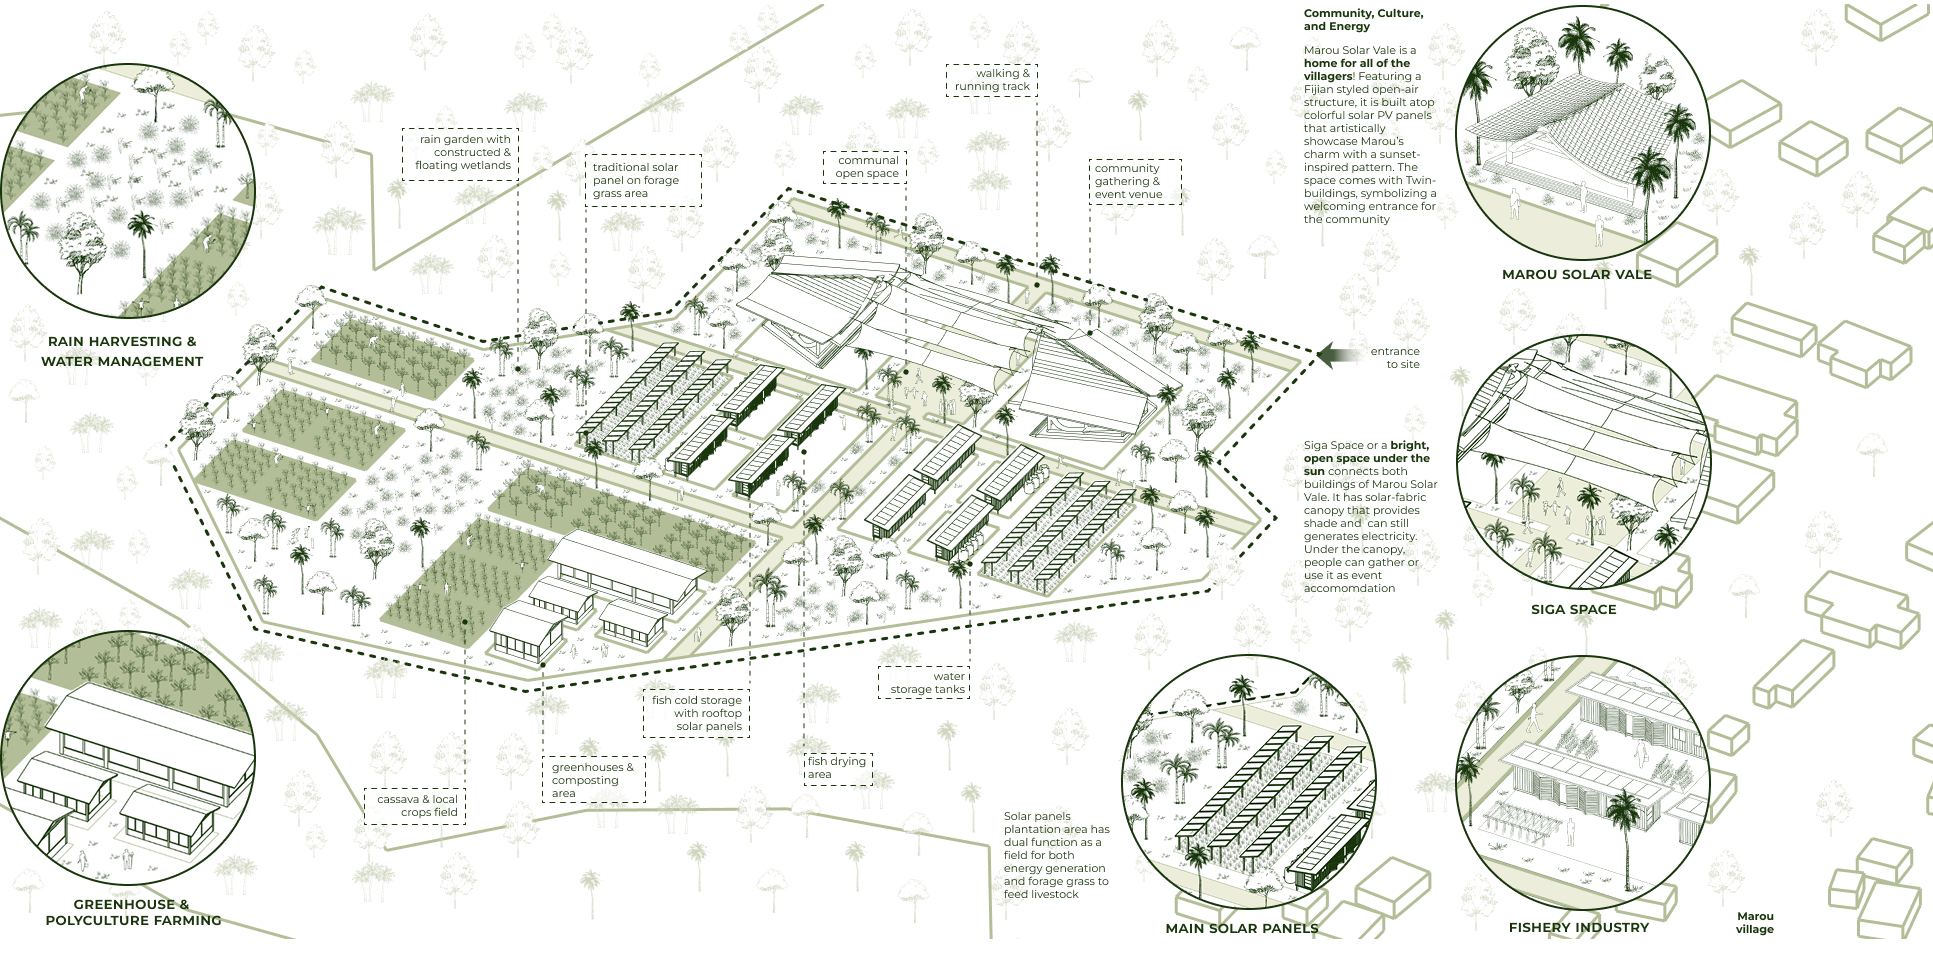 Community, Culture,
and Energy
Marou Solar Vale is a
home for all of the
villagers! Featuring a
Fijian styled open-air
structure, it is built atop
colorful solar PV panels
that artistically
showcase Marou's
charm with a sunset-
inspired pattern. The
space comes with Twin-
buildings, symbolizing a
welcoming entrance for
the community
MAROU SOLAR VALE
walking &
running track
rain garden with
constructed &
floating wetlands
traditional solar
panel on forage
grass area
communal
open space
community
gathering &
event venue
RAIN HARVESTING &
WATER MANAGEMENT
entrance
to site
Siga Space or a bright,
open space under the
sun connects both
buildings of Marou Solar
Vale. It has solar-fabric
canopy that provides
shade and can still
generates electricity.
Under the canopy,
people can gather or
use it as event
accomomdation
SIGA SPACE
water
storage tanks
fish cold storage
with rooftop
solar panels
fish drying
area
greenhouses &
composting
area
cassava & local
crops field
GREENHOUSE &
POLYCULTURE FARMING
Solar panels
plantation area has
dual function as a
field for both
energy generation
and forage grass to
feed livestock
MAIN SOLAR PANELS
FISHERY INDUSTRY
Marou
village